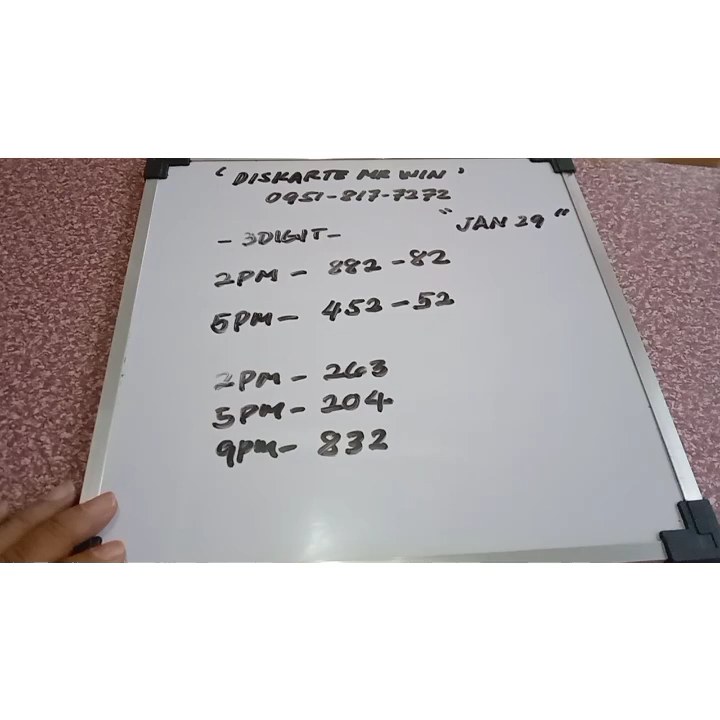 ' DISKARTE MR WIN '
0951-817-7272
" JAN 29 "
- 3DIGIT -
2PM - 882 - 82
5PM - 452 - 52
2PM - 263
5PM - 204.
9PM - 832